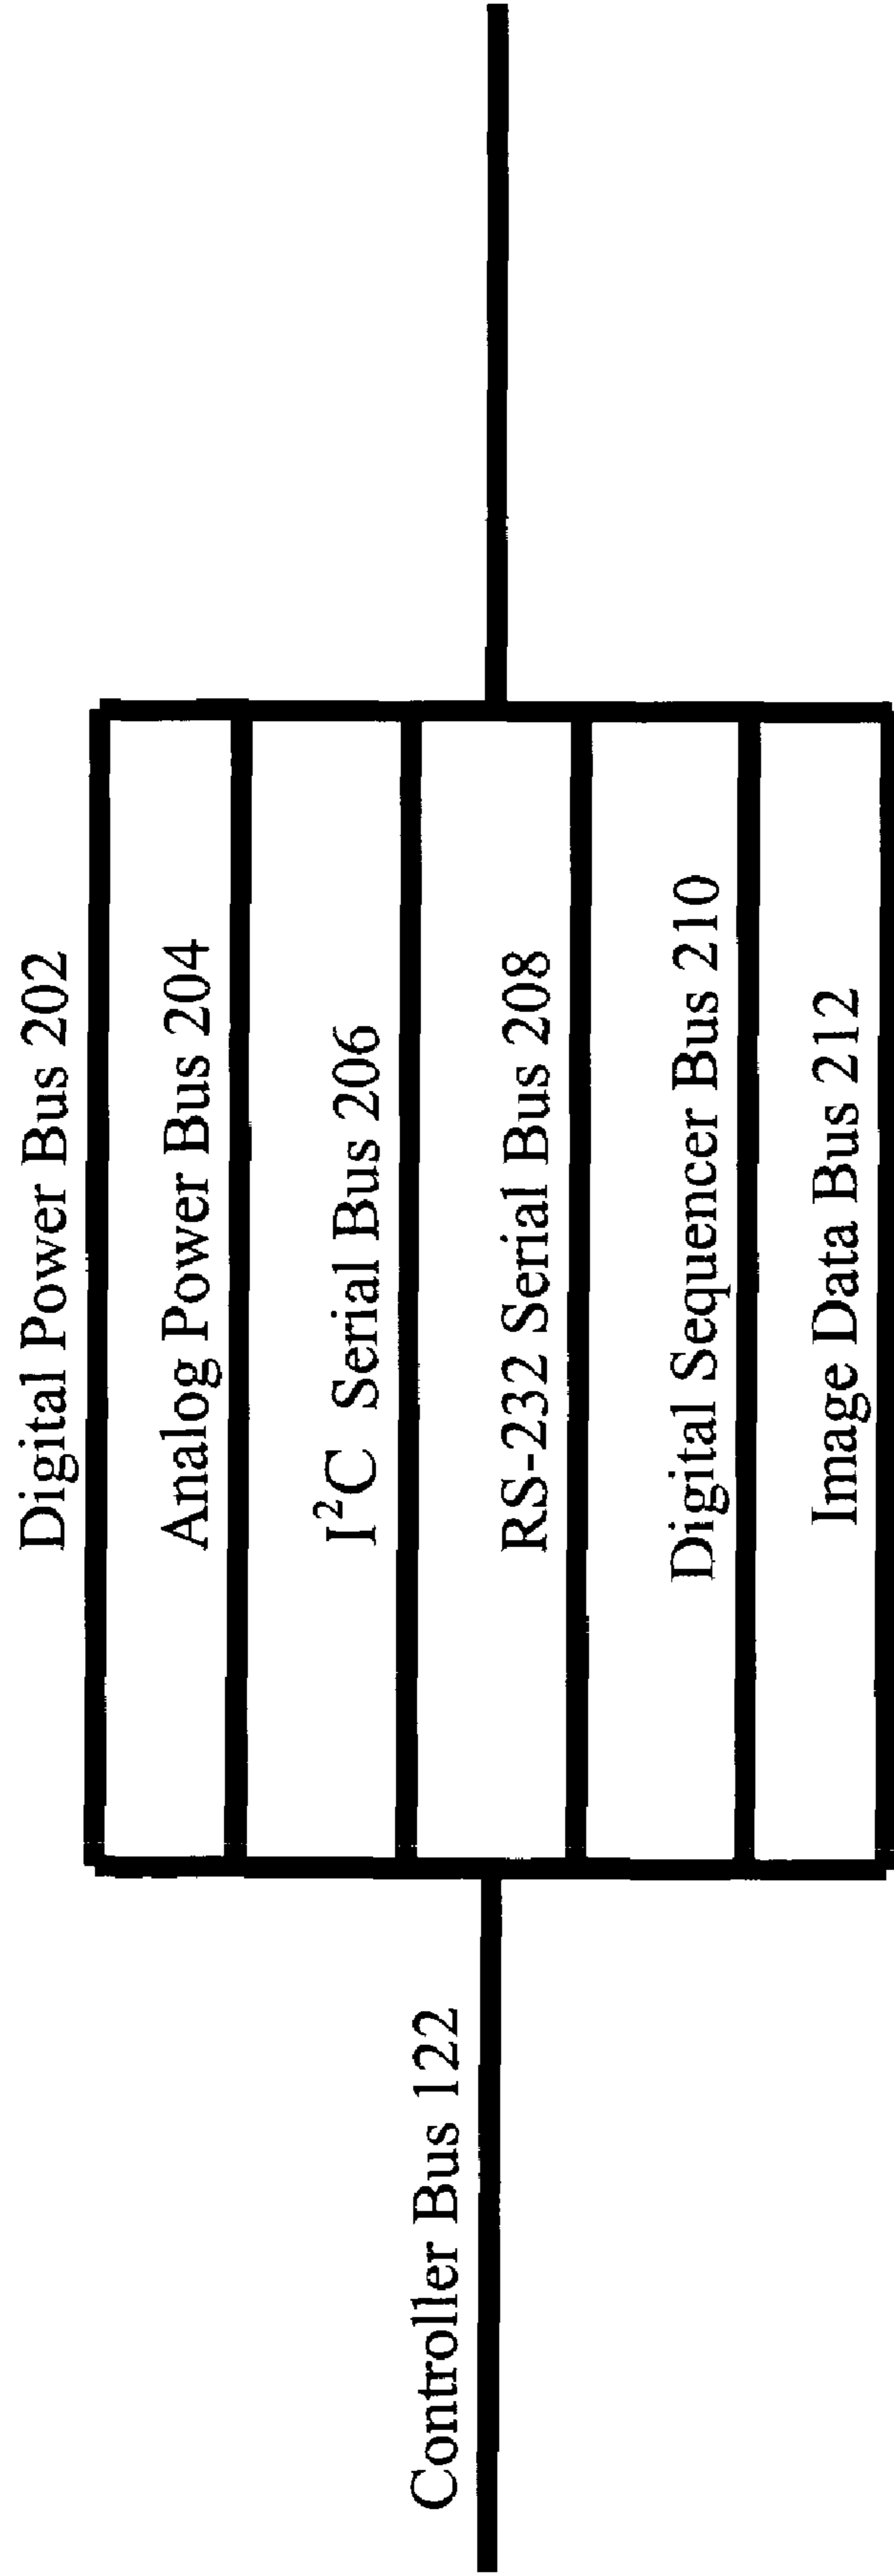 Digital Power Bus 202
Analog Power Bus 204
I²C Serial Bus 206
RS-232 Serial Bus 208
Digital Sequencer Bus 210
Image Data Bus 212
Controller Bus 122